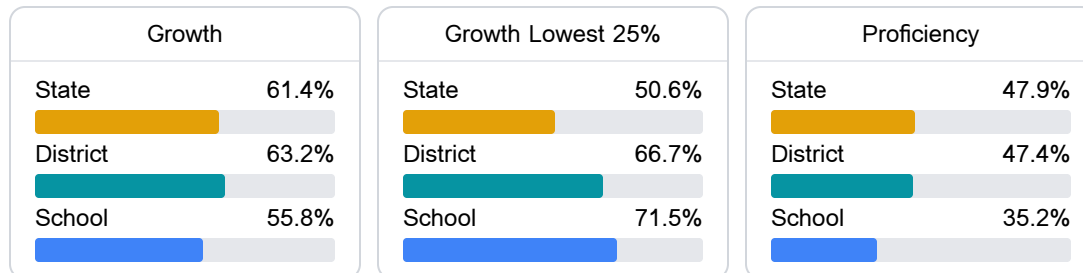 Growth
State 61.4%
District 63.2%
School 55.8%
Growth Lowest 25%
State 50.6%
District 66.7%
School 71.5%
Proficiency
State 47.9%
District 47.4%
School 35.2%